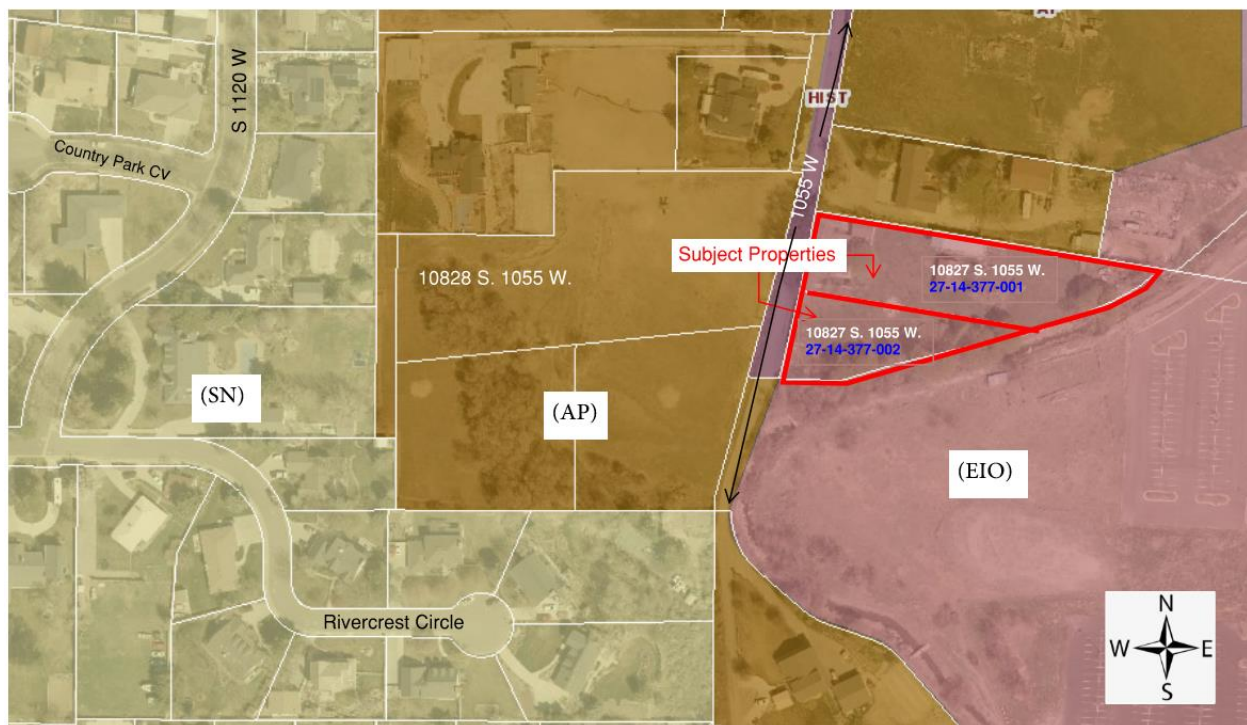 AP
HIST
S 1120 W
Country Park Cv
1055 W
Subject Properties
10828 S. 1055 W.
10827 S. 1055 W.
27-14-377-001
10827 S. 1055 W.
27-14-377-002
(SN)
(AP)
(EIO)
Rivercrest Circle
N
W E
S